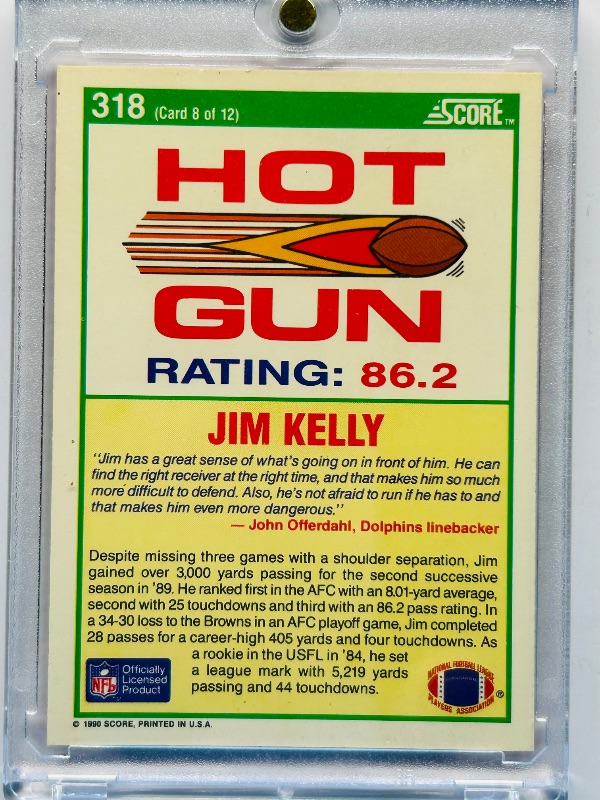 318 (Card 8 of 12) SCORE™
HOT
GUN
RATING: 86.2
JIM KELLY
"Jim has a great sense of what's going on in front of him. He can
find the right receiver at the right time, and that makes him so much
more difficult to defend. Also, he's not afraid to run if he has to and
that makes him even more dangerous."
— John Offerdahl, Dolphins linebacker
Despite missing three games with a shoulder separation, Jim
gained over 3,000 yards passing for the second successive
season in '89. He ranked first in the AFC with an 8.01-yard average,
second with 25 touchdowns and third with an 86.2 pass rating. In
a 34-30 loss to the Browns in an AFC playoff game, Jim completed
28 passes for a career-high 405 yards and four touchdowns. As
a rookie in the USFL in '84, he set
a league mark with 5,219 yards
passing and 44 touchdowns.
NFL
Officially
Licensed
Product
NATIONAL FOOTBALL LEAGUE
PLAYERS ASSOCIATION
®
© 1990 SCORE, PRINTED IN U.S.A.